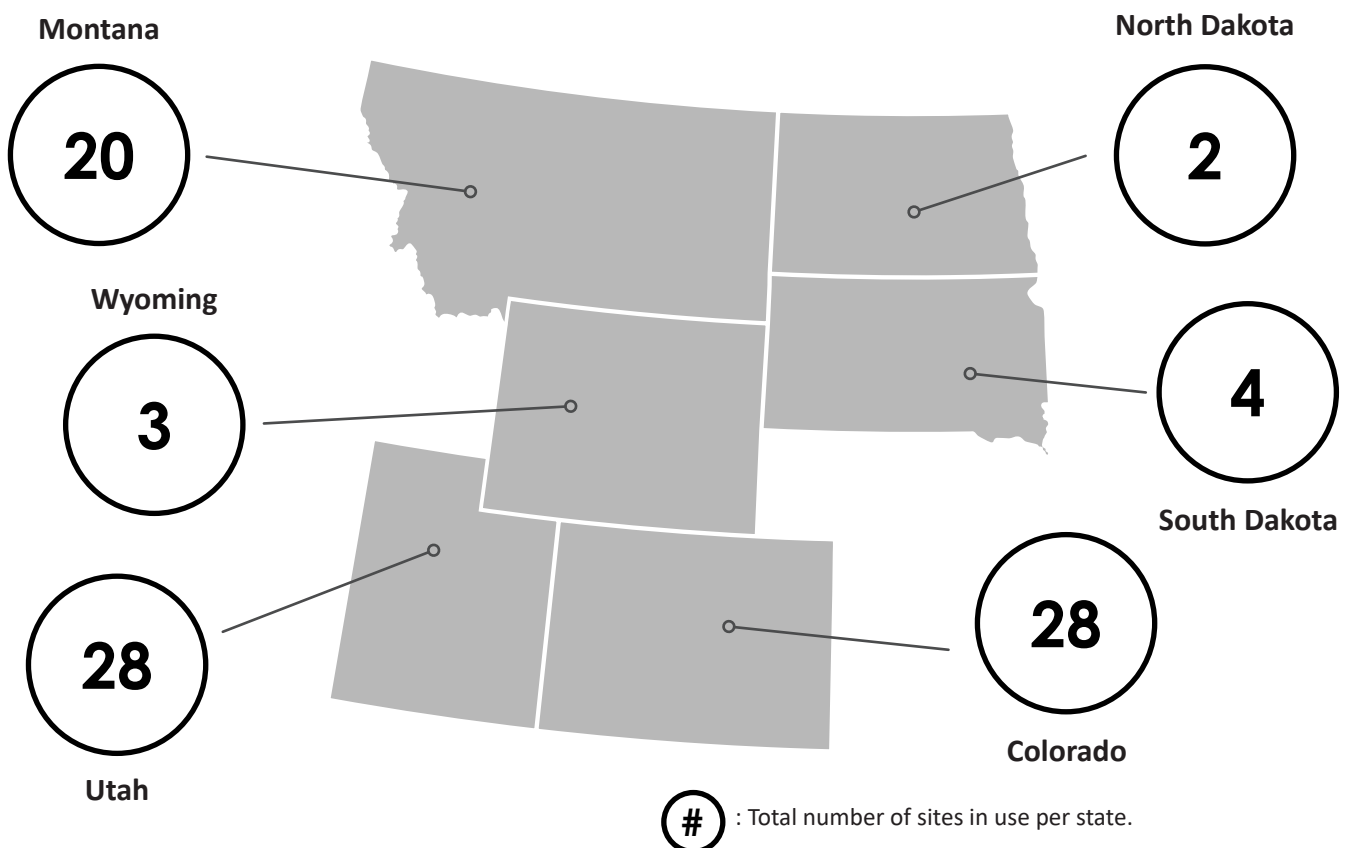 Montana
20
North Dakota
2
Wyoming
3
4
South Dakota
28
Utah
28
Colorado
# : Total number of sites in use per state.